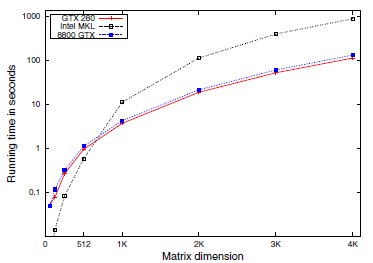 1000
GTX 280
Intel MKL
8800 GTX
100
10
1
0.1
Running time in seconds
0 512 1K 2K 3K 4K
Matrix dimension